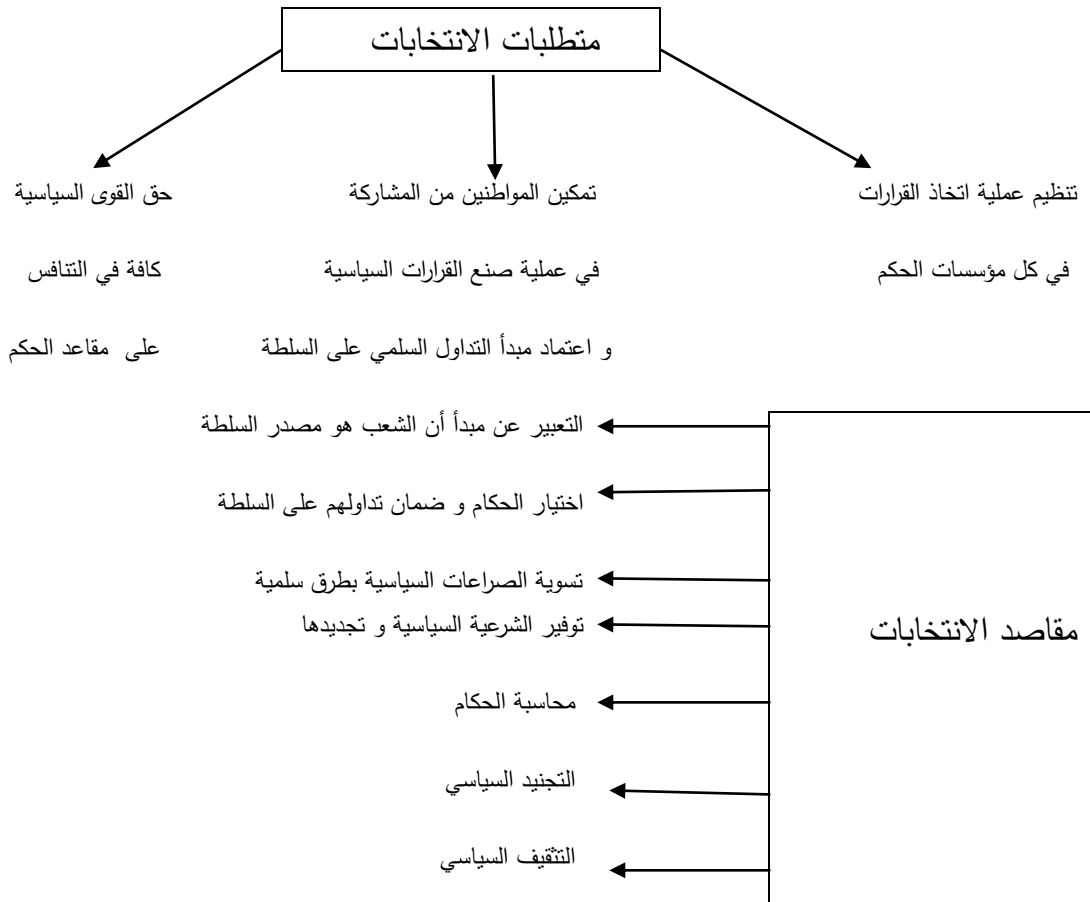 متطلبات الانتخابات
تنظيم عملية اتخاذ القرارات
في كل مؤسسات الحكم
تمكين المواطنين من المشاركة
في عملية صنع القرارات السياسية
و اعتماد مبدأ التداول السلمي على السلطة
حق القوى السياسية
كافة في التنافس
على مقاعد الحكم
مقاصد الانتخابات
التعبير عن مبدأ أن الشعب هو مصدر السلطة
اختيار الحكام و ضمان تداولهم على السلطة
تسوية الصراعات السياسية بطرق سلمية
توفير الشرعية السياسية و تجديدها
محاسبة الحكام
التجنيد السياسي
التثقيف السياسي